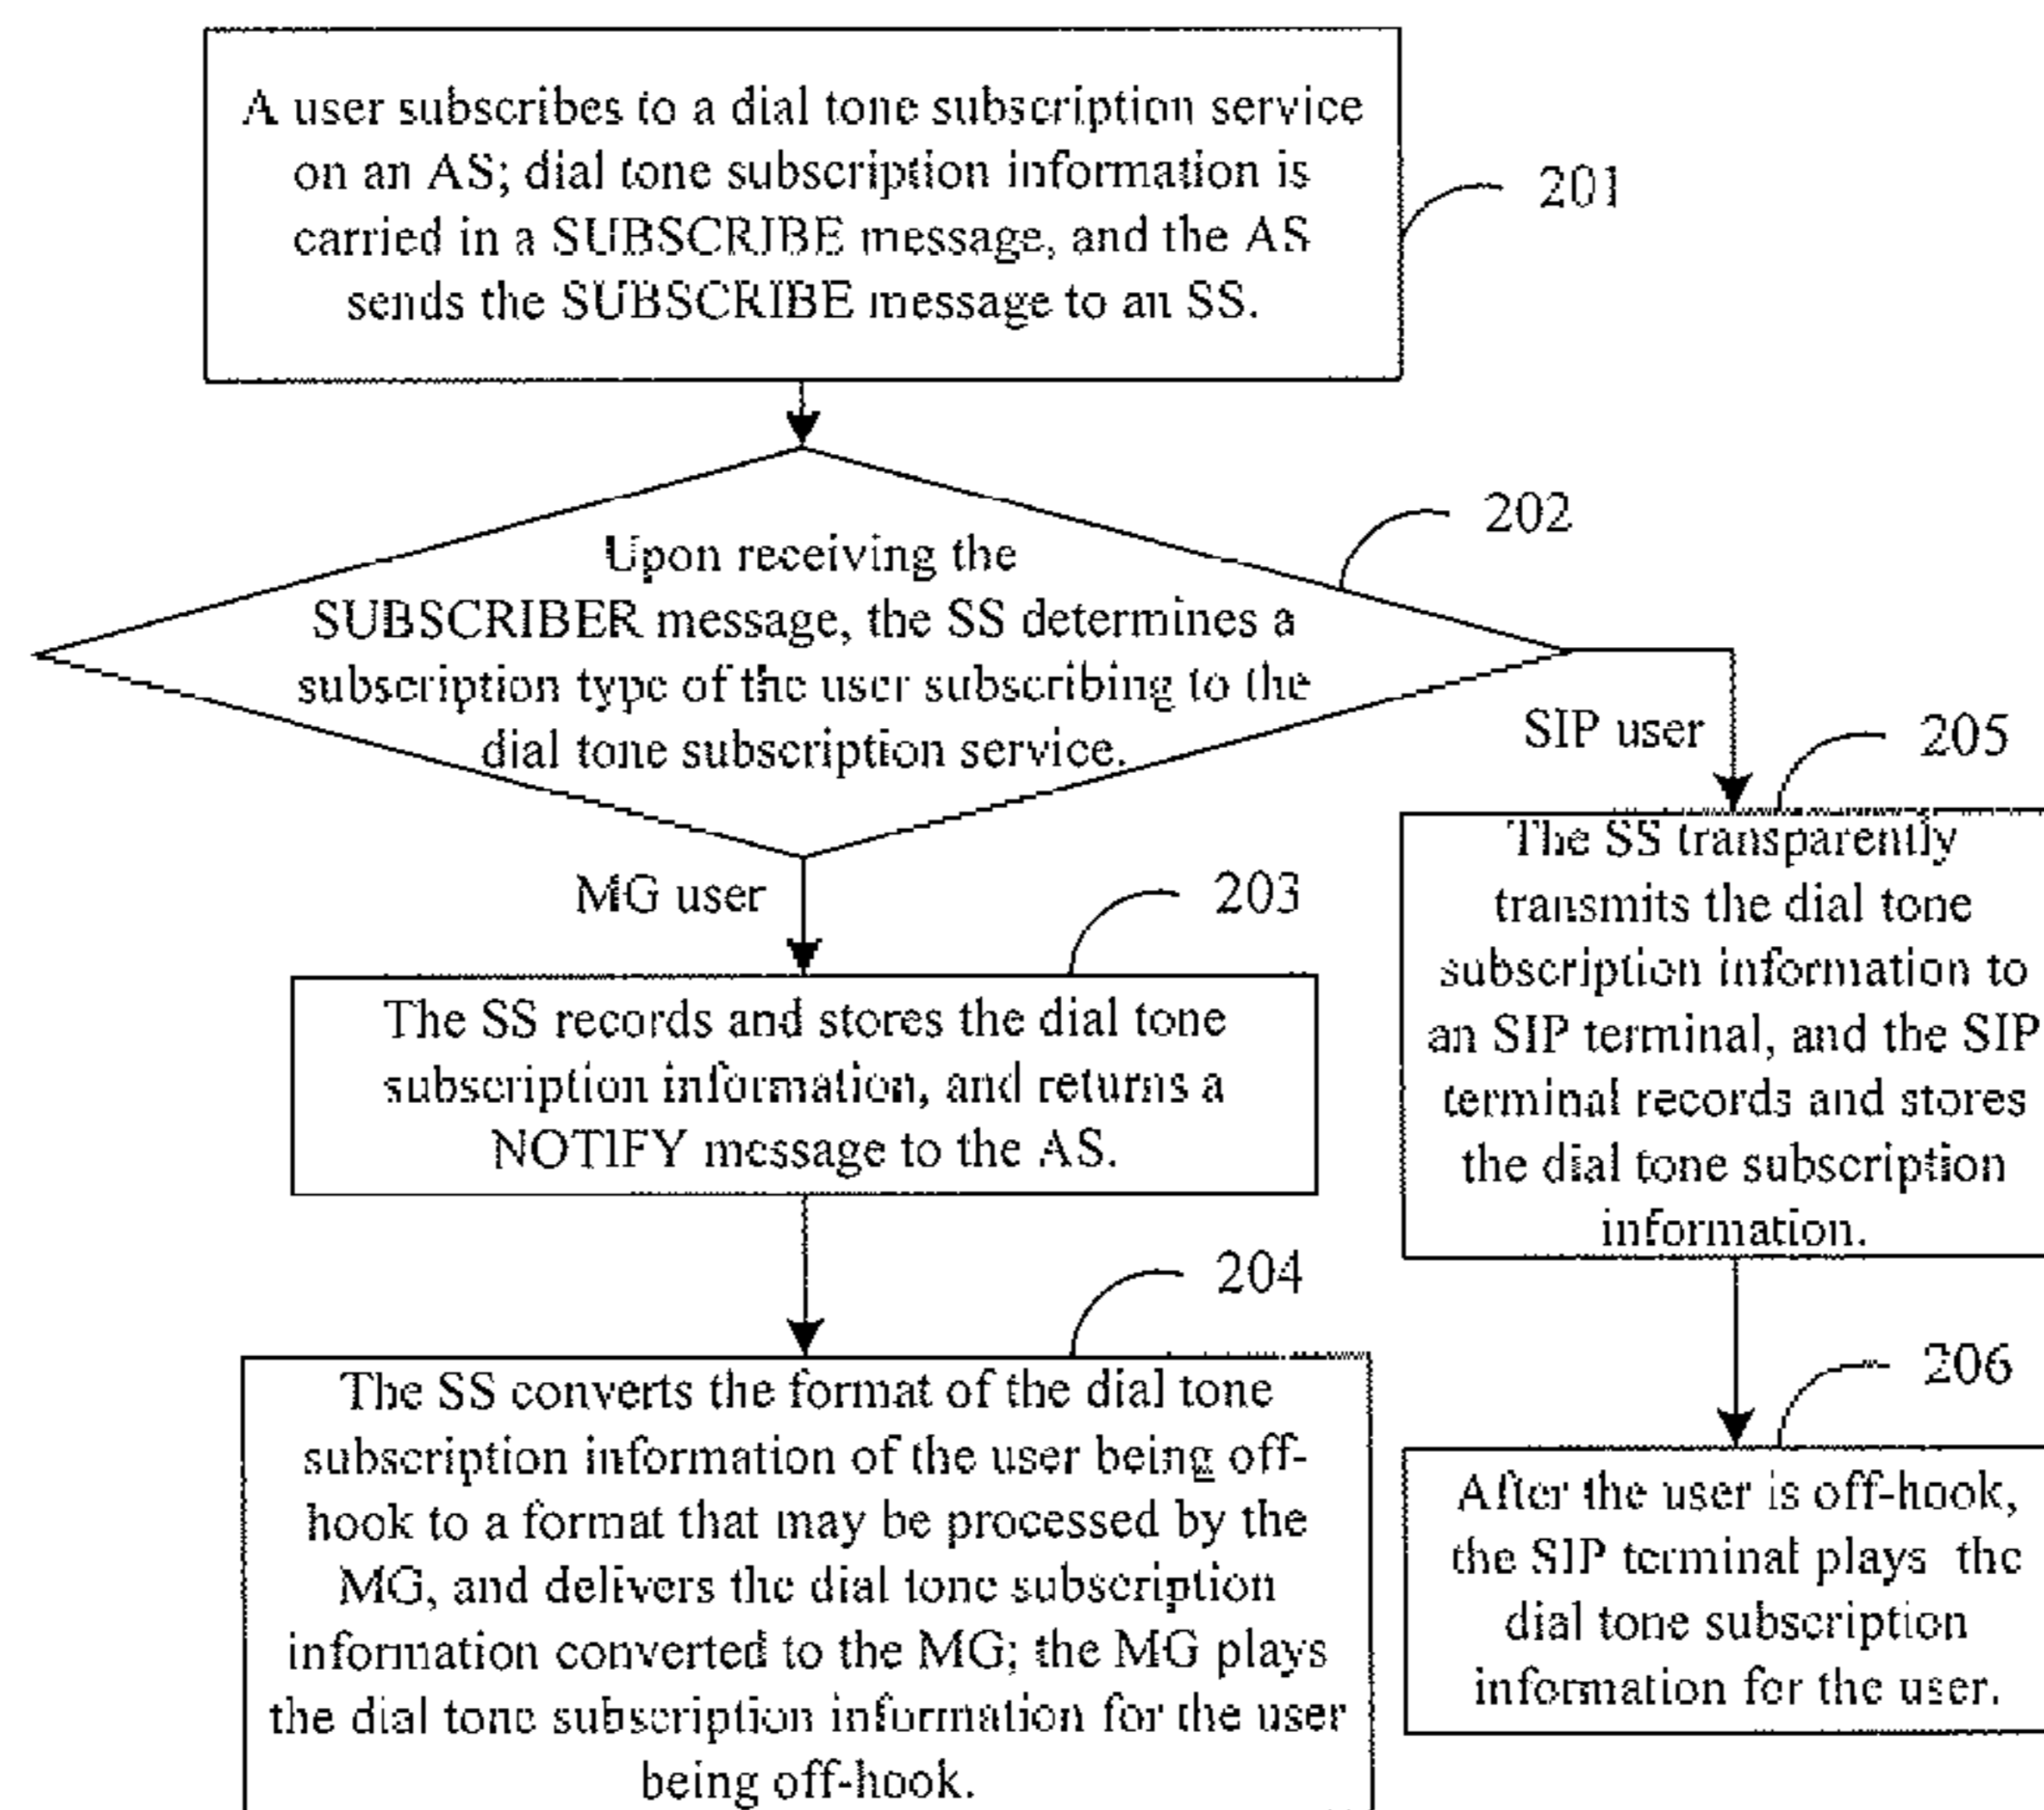 A user subscribes to a dial tone subscription service
on an AS; dial tone subscription information is
carried in a SUBSCRIBE message, and the AS
sends the SUBSCRIBE message to an SS.
201
202
Upon receiving the
SUBSCRIBER message, the SS determines a
subscription type of the user subscribing to the
dial tone subscription service.
SIP user
205
MG user
203
The SS records and stores the dial tone
subscription information, and returns a
NOTIFY message to the AS.
The SS transparently
transmits the dial tone
subscription information to
an SIP terminal, and the SIP
terminal records and stores
the dial tone subscription
information.
204
The SS converts the format of the dial tone
subscription information of the user being off-
hook to a format that may be processed by the
MG, and delivers the dial tone subscription
information converted to the MG; the MG plays
the dial tone subscription information for the user
being off-hook.
206
After the user is off-hook,
the SIP terminal plays the
dial tone subscription
information for the user.